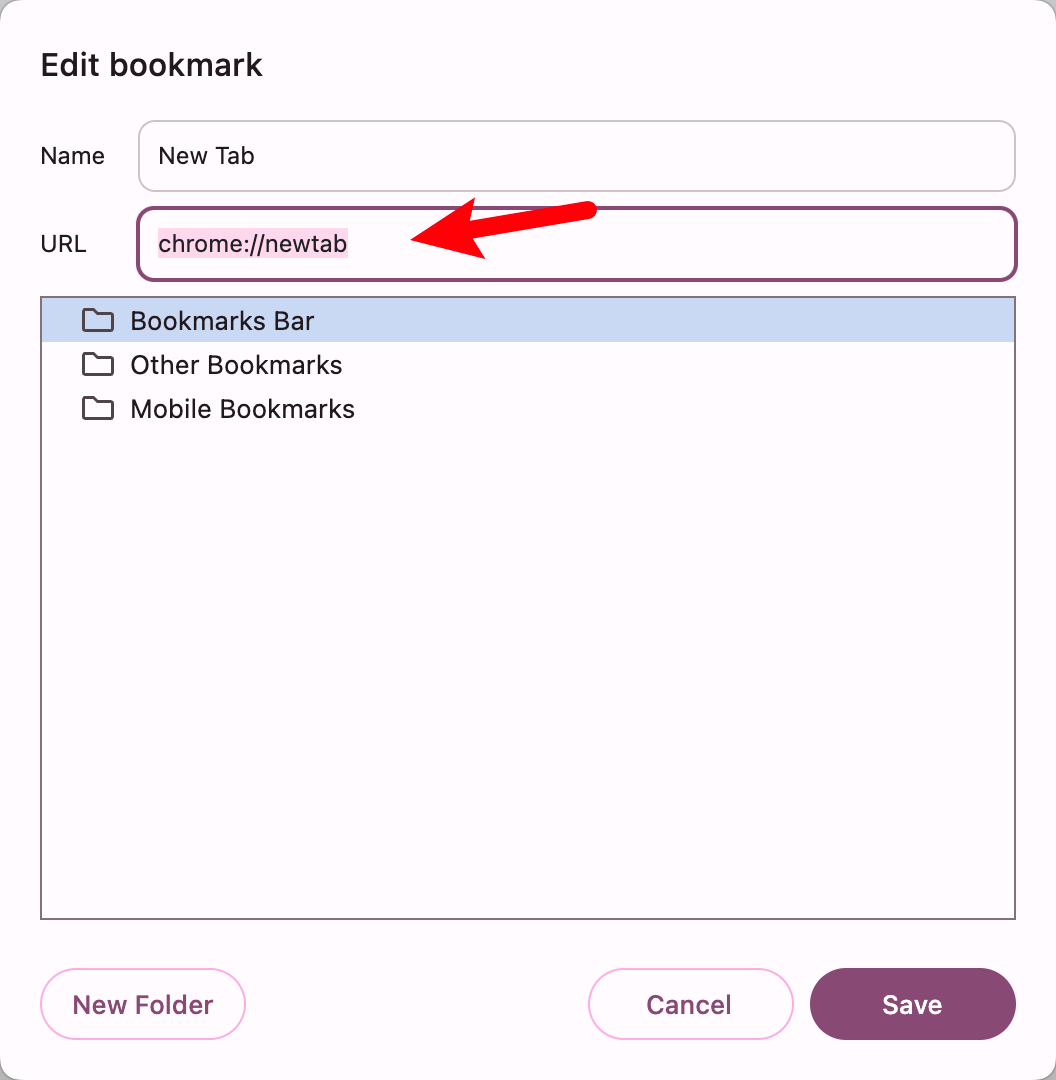 Edit bookmark
Name New Tab
URL chrome://newtab
Bookmarks Bar
Other Bookmarks
Mobile Bookmarks
New Folder Cancel Save